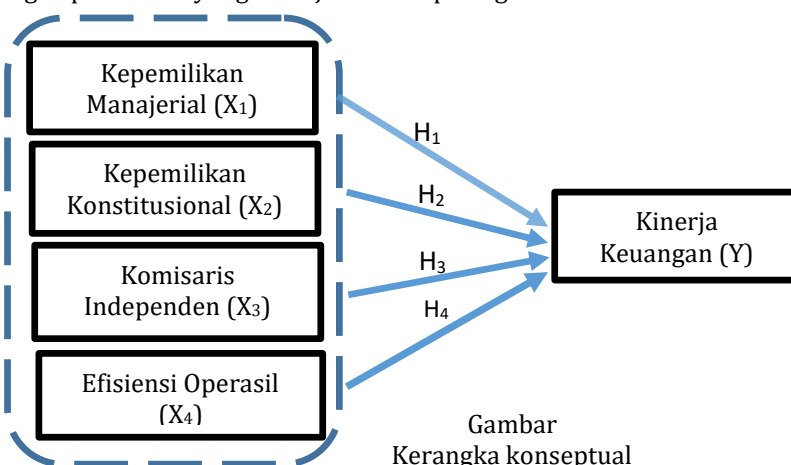 Kepemilikan
Manajerial (X₁)
H₁
Kepemilikan
Konstitusional (X₂)
H₂
Kinerja
Keuangan (Y)
Komisaris
Independen (X₃)
H₃
H₄
Efisiensi Operasil
(X₄)
Gambar
Kerangka konseptual